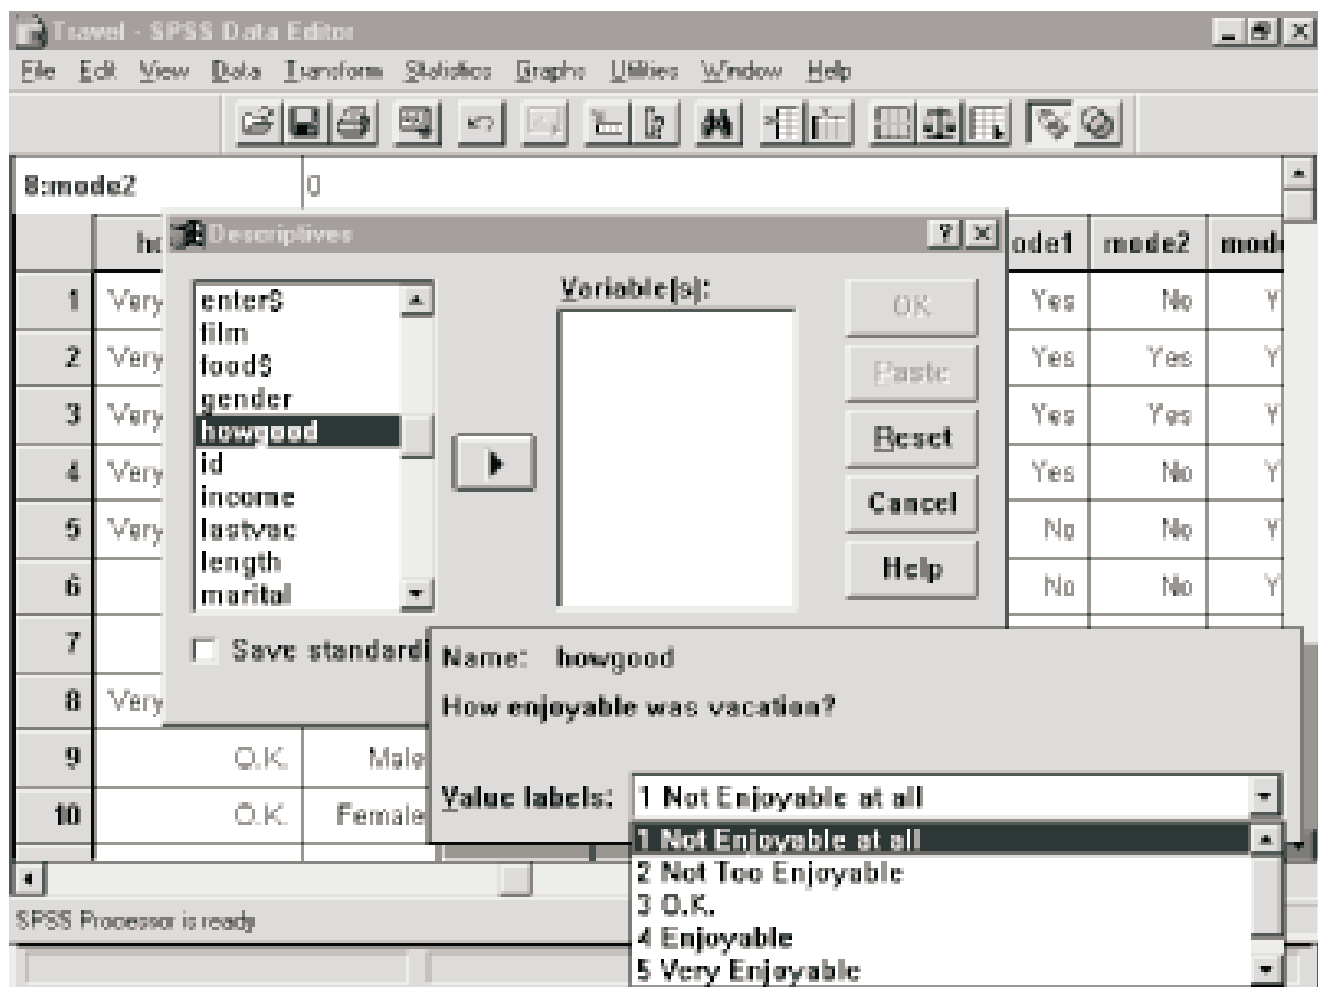 Travel - SPSS Data Editor
File Edit View Data Transform Statistics Graphs Utilities Window Help
8:mode2 0
ho ode1 mode2 mode
Descriptives
Variable(s):
enter$
film
food$
gender
howgood
id
income
lastvac
length
marital
OK
Paste
Reset
Cancel
Help
Save standardi
1 Very Yes No Y
2 Very Yes Yes Y
3 Very Yes Yes Y
4 Very Yes No Y
5 Very No No Y
6 No No Y
7
8 Very
9 O.K. Male
10 O.K. Female
Name: howgood
How enjoyable was vacation?
Value labels: 1 Not Enjoyable at all
1 Not Enjoyable at all
2 Not Too Enjoyable
3 O.K.
4 Enjoyable
5 Very Enjoyable
SPSS Processor is ready